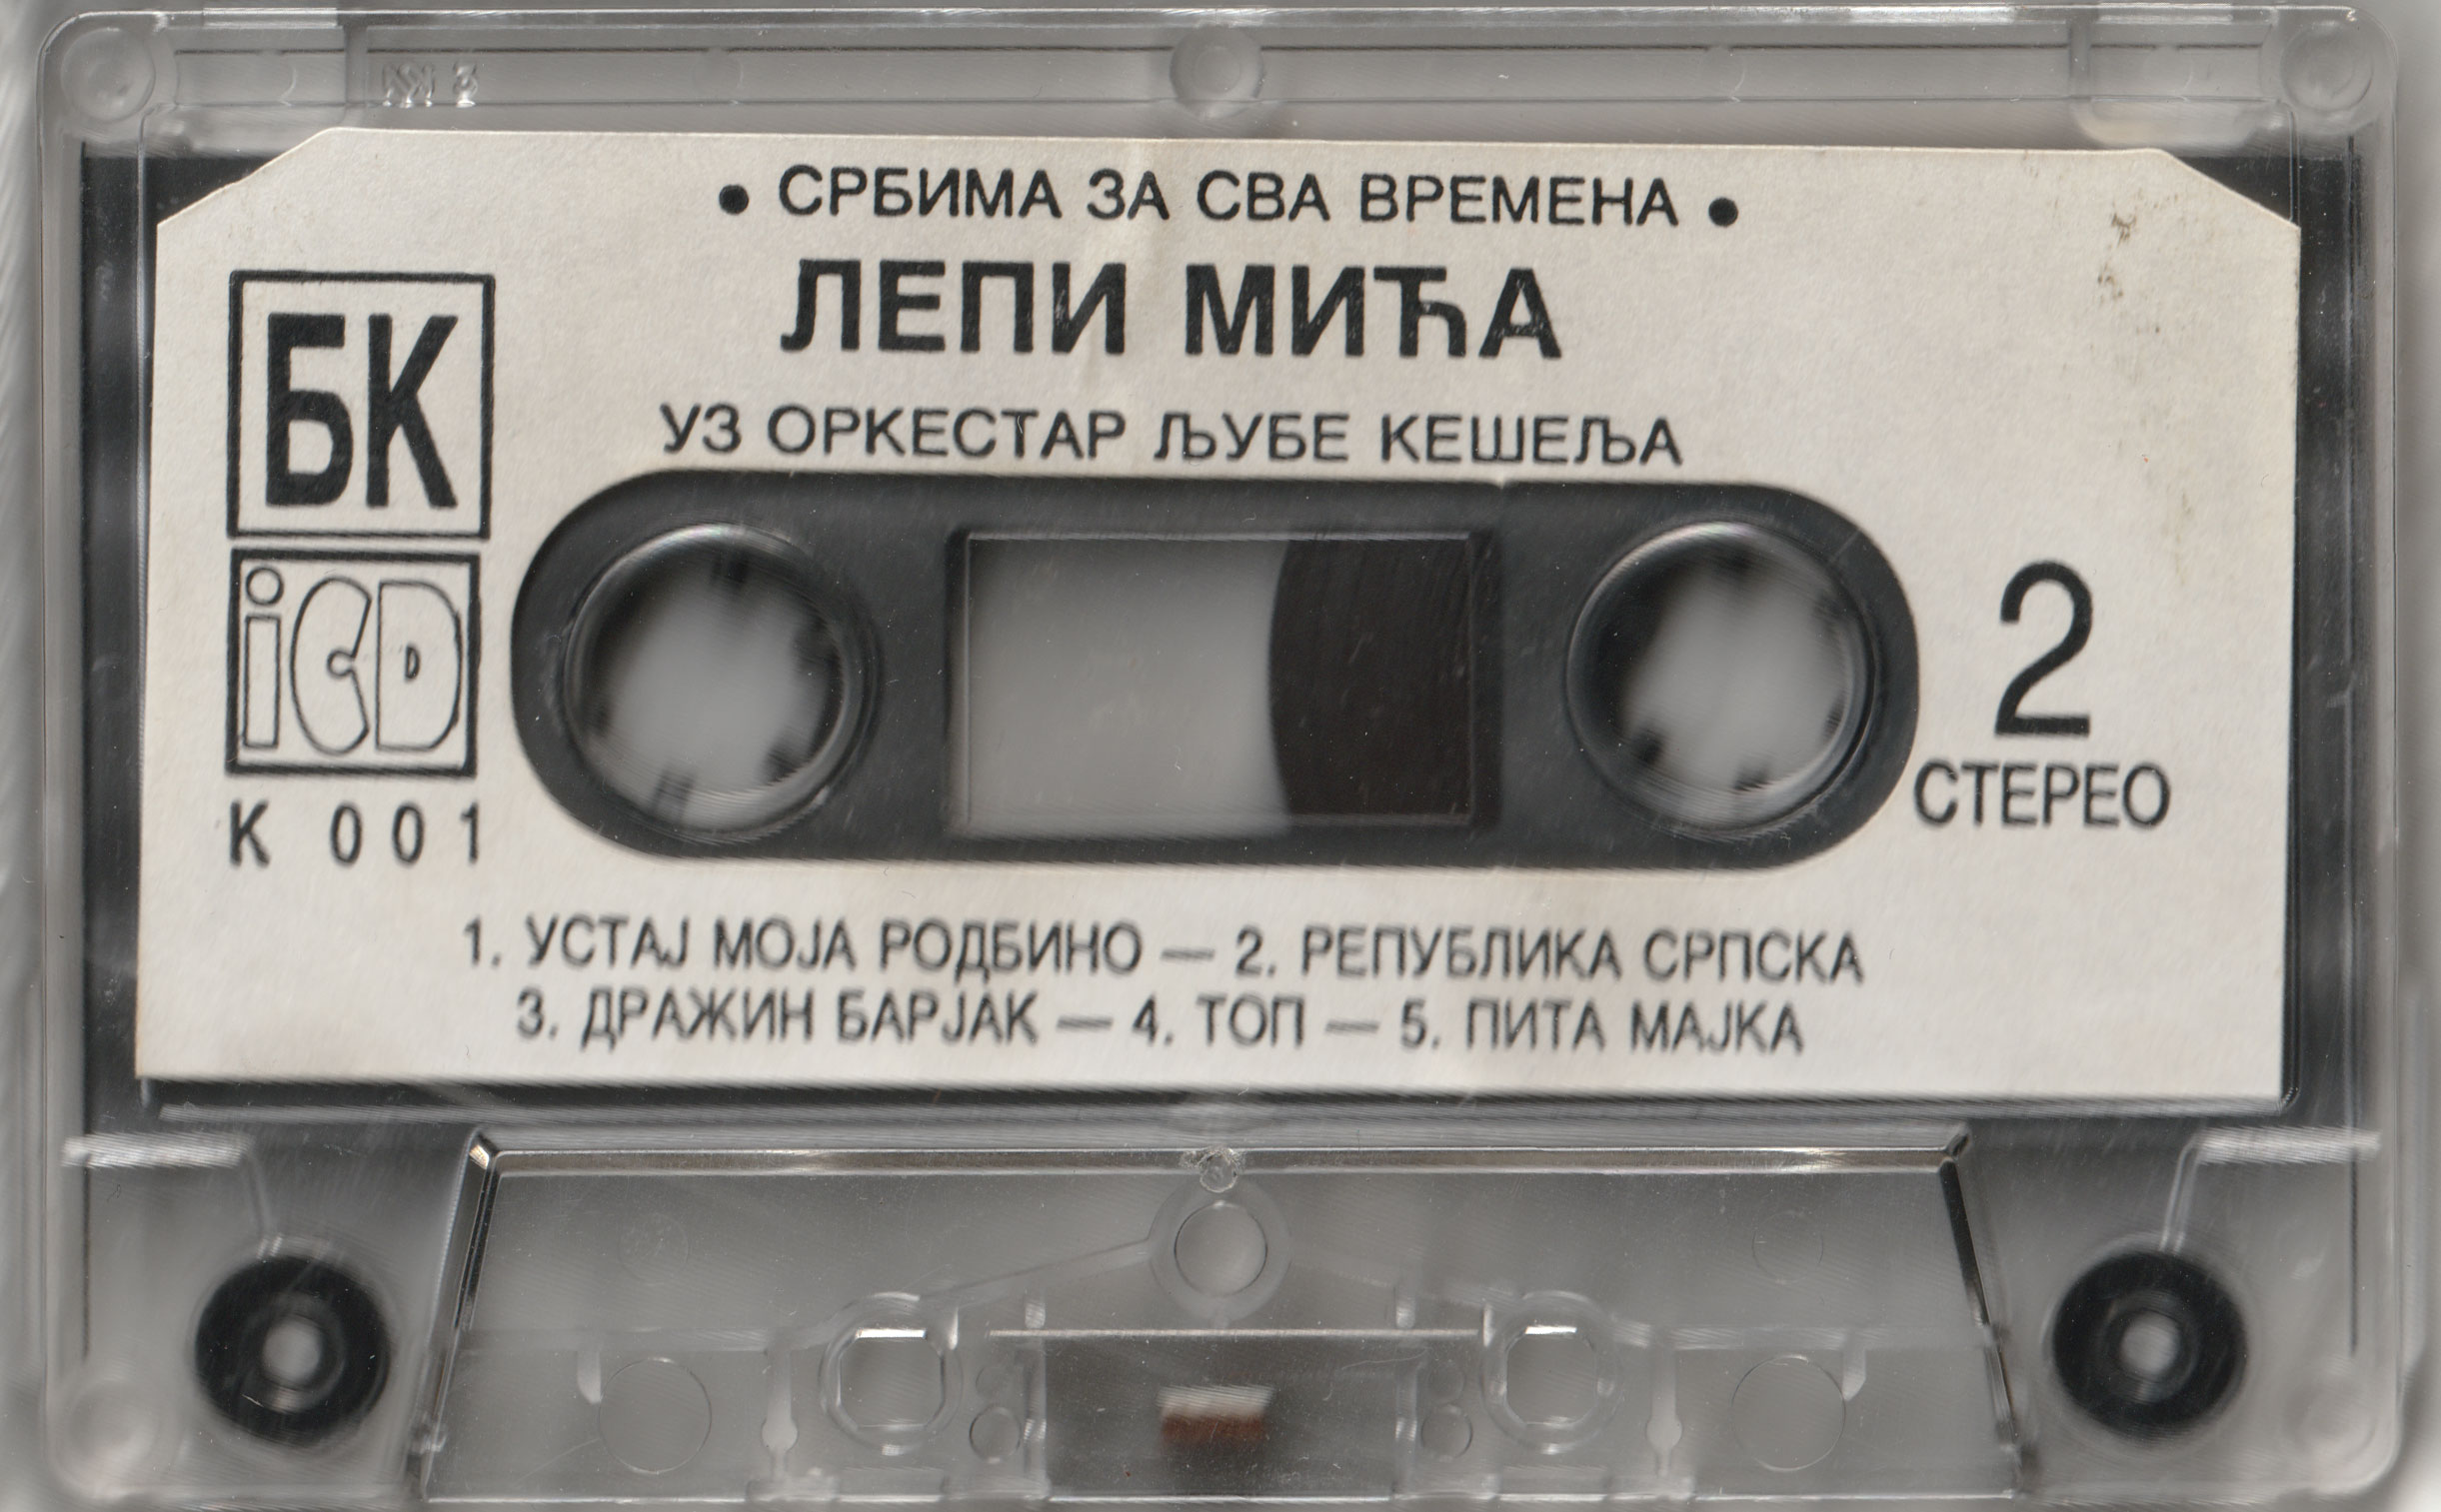 • СРБИМА ЗА СВА ВРЕМЕНА •
ЛЕПИ МИЋА
УЗ ОРКЕСТАР ЉУБЕ КЕШЕЉА
БК
iCD
К 001
2
СТЕРЕО
1. УСТАЈ МОЈА РОДБИНО — 2. РЕПУБЛИКА СРПСКА
3. ДРАЖИН БАРЈАК — 4. ТОП — 5. ПИТА МАЈКА